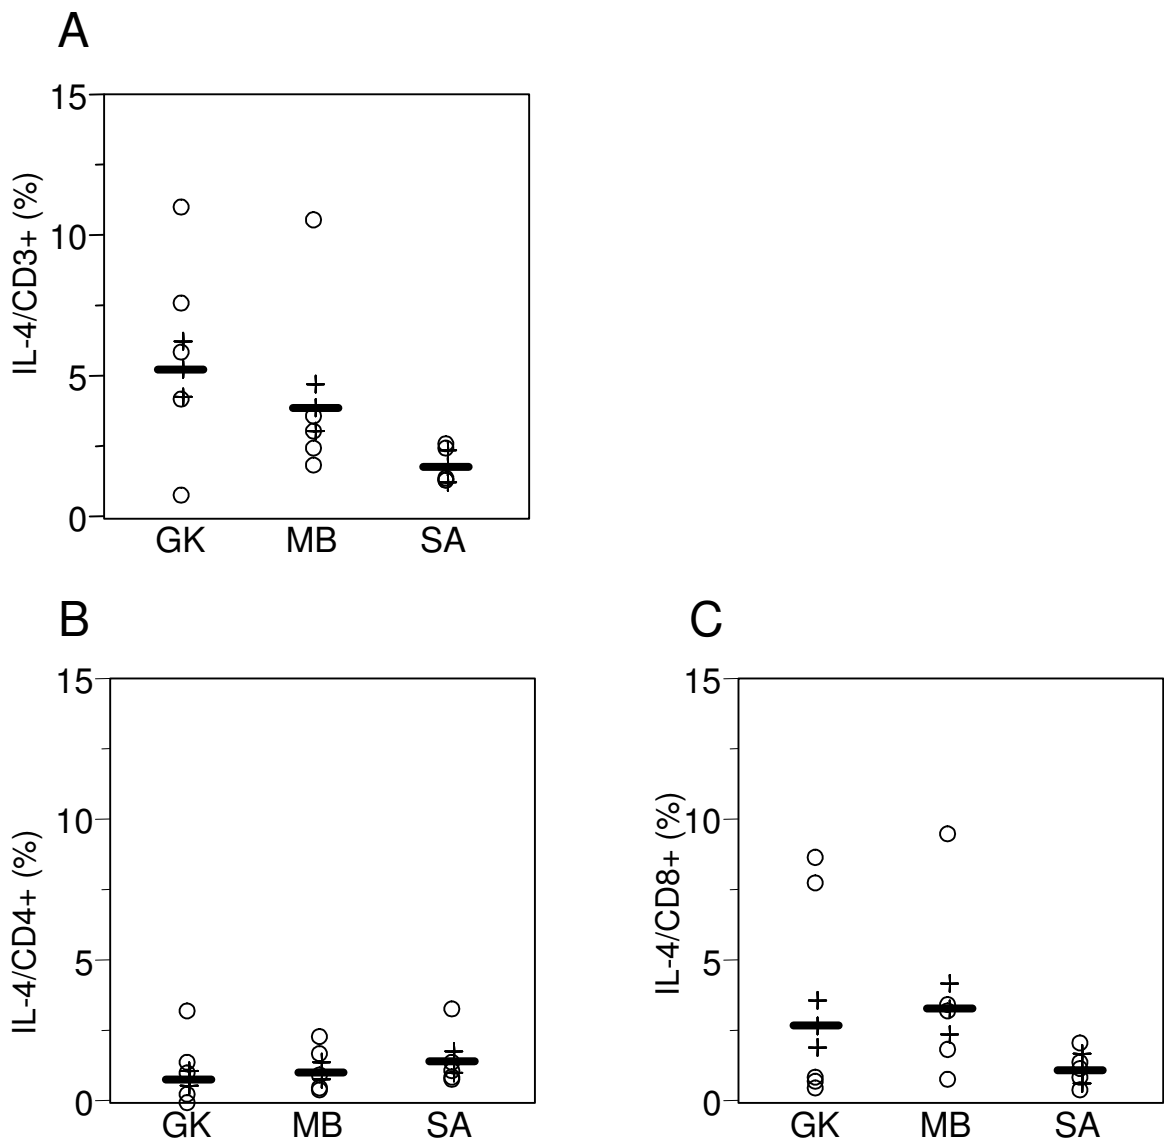 A
15
10
5
0
IL-4/CD3+ (%)
GK MB SA
B
15
10
5
0
IL-4/CD4+ (%)
GK MB SA
C
15
10
5
0
IL-4/CD8+ (%)
GK MB SA